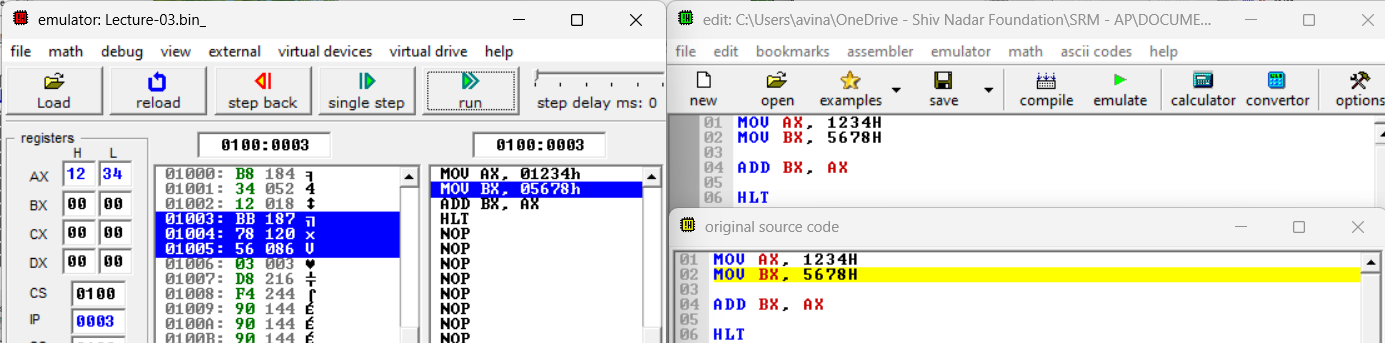 emulator: Lecture-03.bin_
file math debug view external virtual devices virtual drive help
Load reload step back single step run step delay ms: 0
registers
H L
AX 12 34
BX 00 00
CX 00 00
DX 00 00
CS 0100
IP 0003
0100:0003
01000: B8 184 ╕
01001: 34 052 4
01002: 12 018 ↕
01003: BB 187
01004: 78 120 x
01005: 56 086 V
01006: 03 003 ♥
01007: D8 216 ╪
01008: F4 244 ⌠
01009: 90 144 É
0100A: 90 144 É
0100B: 90 144 É
0100:0003
MOV AX, 01234h
MOV BX, 05678h
ADD BX, AX
HLT
NOP
NOP
NOP
NOP
NOP
NOP
NOP
NOP
edit: C:\Users\avina\OneDrive - Shiv Nadar Foundation\SRM - AP\DOCUME...
file edit bookmarks assembler emulator math ascii codes help
new open examples save compile emulate calculator convertor options
01 MOV AX, 1234H
02 MOV BX, 5678H
03
04 ADD BX, AX
05
06 HLT
original source code
01 MOV AX, 1234H
02 MOV BX, 5678H
03
04 ADD BX, AX
05
06 HLT